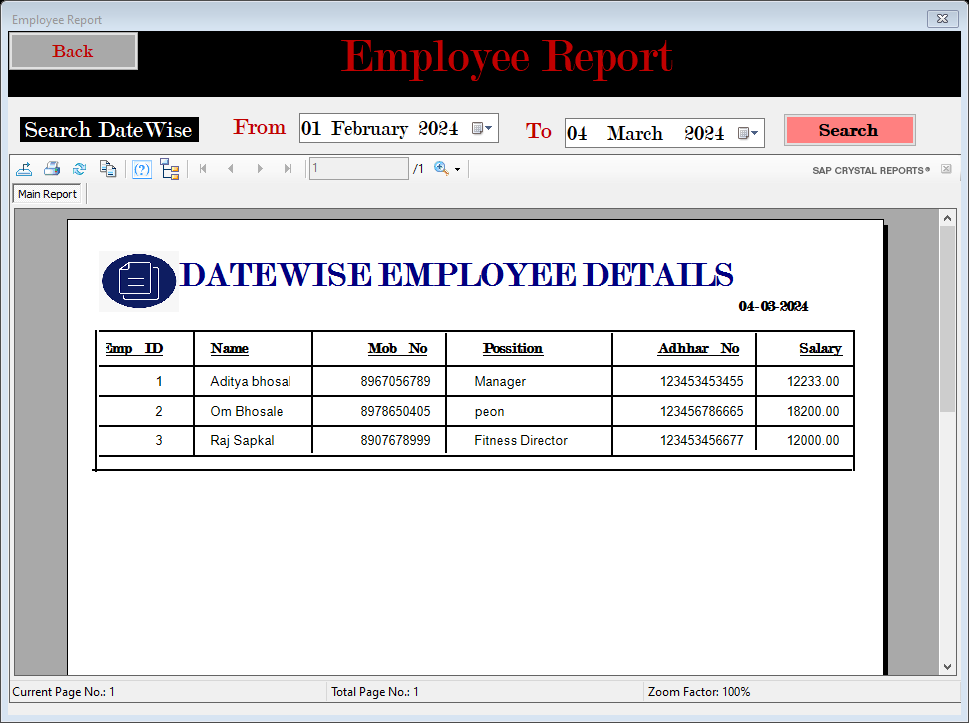 Employee Report
Back
Employee Report
Search DateWise From 01 February 2024 To 04 March 2024 Search
1 /1 SAP CRYSTAL REPORTS®
Main Report
DATEWISE EMPLOYEE DETAILS
04-03-2024
Emp ID Name Mob No Possition Adhhar No Salary
1 Aditya bhosal 8967056789 Manager 123453453455 12233.00
2 Om Bhosale 8978650405 peon 123456786665 18200.00
3 Raj Sapkal 8907678999 Fitness Director 123453456677 12000.00
Current Page No.: 1 Total Page No.: 1 Zoom Factor: 100%